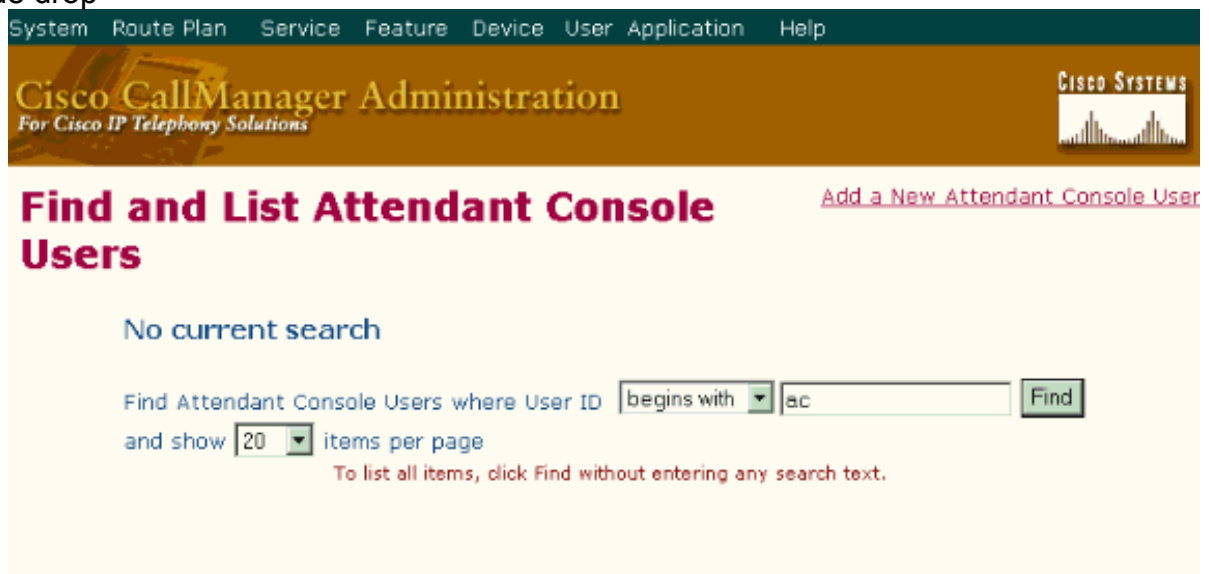 drop
System Route Plan Service Feature Device User Application Help
Cisco CallManager Administration
For Cisco IP Telephony Solutions
CISCO SYSTEMS
Find and List Attendant Console
Users
Add a New Attendant Console User
No current search
Find Attendant Console Users where User ID begins with ac Find
and show 20 items per page
To list all items, click Find without entering any search text.